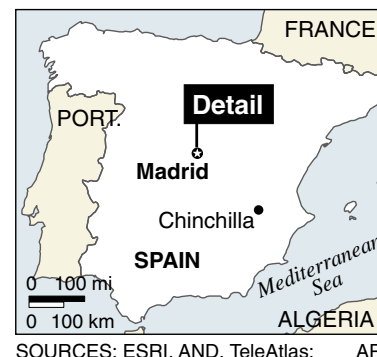 FRANCE
PORT.
Detail
Madrid
Chinchilla
SPAIN
Mediterranean
Sea
0 100 mi
0 100 km
ALGERIA
SOURCES: ESRI, AND, TeleAtlas; AP